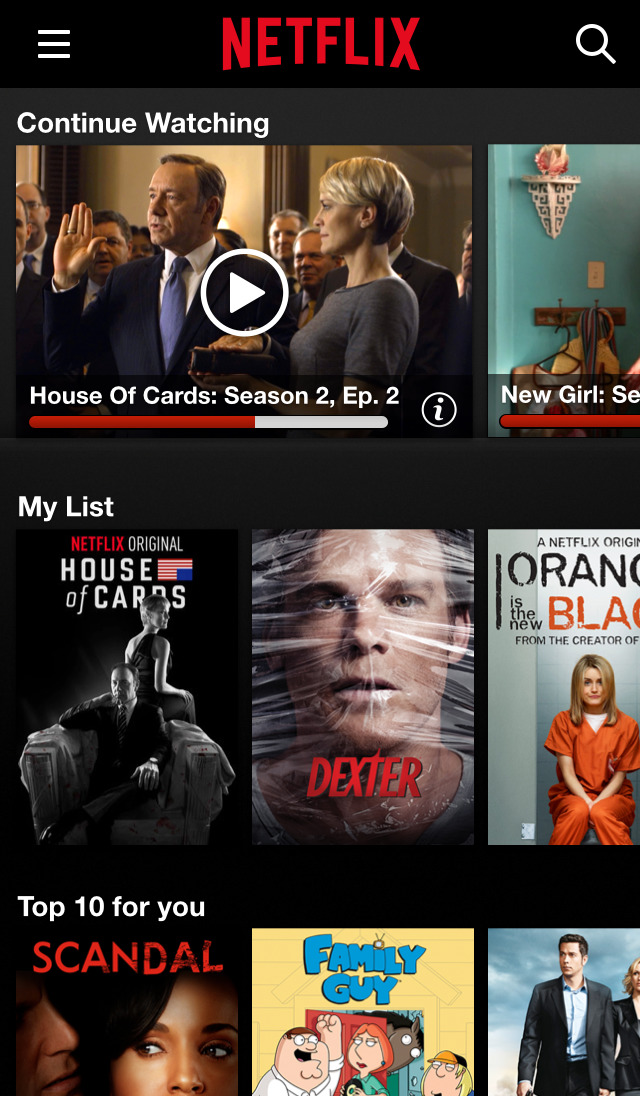 NETFLIX
Continue Watching
House Of Cards: Season 2, Ep. 2
New Girl: Se
My List
NETFLIX ORIGINAL
HOUSE
of CARDS
DEXTER
A NETFLIX ORIGIN
ORANG
is
the
new
BLAC
FROM THE CREATOR OF
Top 10 for you
SCANDAL
FAMILY
GUY